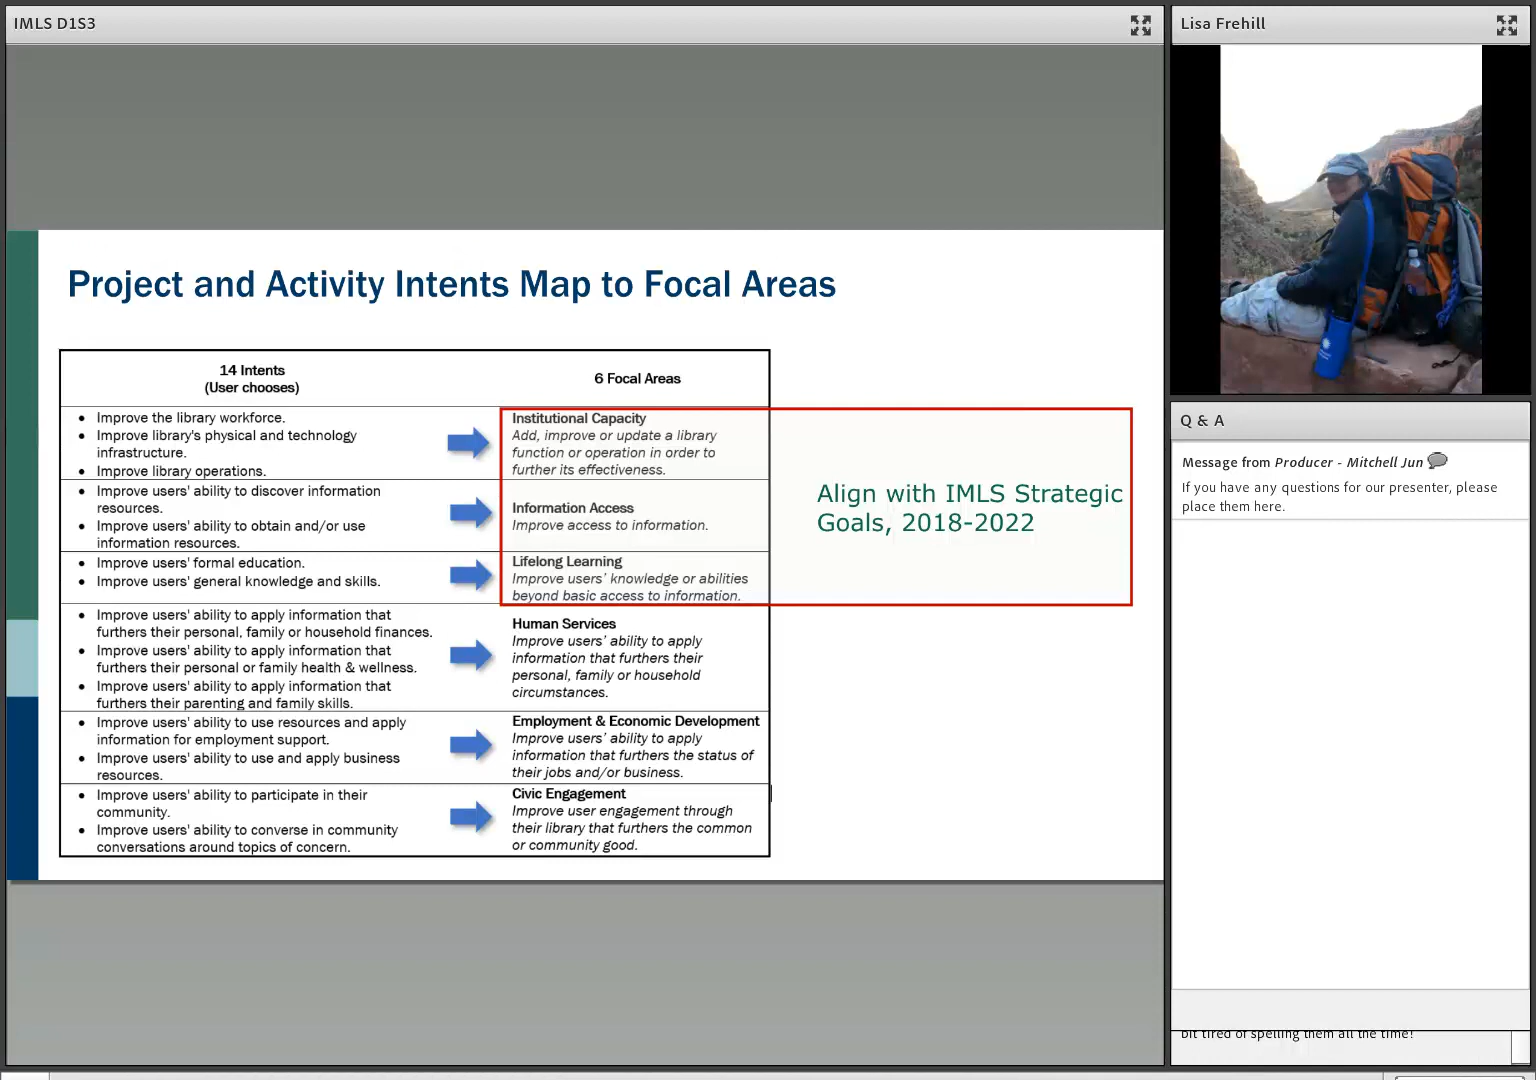 IMLS D1S3
Lisa Frehill
Project and Activity Intents Map to Focal Areas
14 Intents
(User chooses)
6 Focal Areas
• Improve the library workforce.
• Improve library's physical and technology
infrastructure.
• Improve library operations.
Institutional Capacity
Add, improve or update a library
function or operation in order to
further its effectiveness.
• Improve users' ability to discover information
resources.
• Improve users' ability to obtain and/or use
information resources.
Information Access
Improve access to information.
• Improve users' formal education.
• Improve users' general knowledge and skills.
Lifelong Learning
Improve users' knowledge or abilities
beyond basic access to information.
Align with IMLS Strategic
Goals, 2018-2022
• Improve users' ability to apply information that
furthers their personal, family or household finances.
• Improve users' ability to apply information that
furthers their personal or family health & wellness.
• Improve users' ability to apply information that
furthers their parenting and family skills.
Human Services
Improve users' ability to apply
information that furthers their
personal, family or household
circumstances.
• Improve users' ability to use resources and apply
information for employment support.
• Improve users' ability to use and apply business
resources.
Employment & Economic Development
Improve users' ability to apply
information that furthers the status of
their jobs and/or business.
• Improve users' ability to participate in their
community.
• Improve users' ability to converse in community
conversations around topics of concern.
Civic Engagement
Improve user engagement through
their library that furthers the common
or community good.
Q & A
Message from Producer - Mitchell Jun
If you have any questions for our presenter, please
place them here.
bit tired of spelling them all the time!